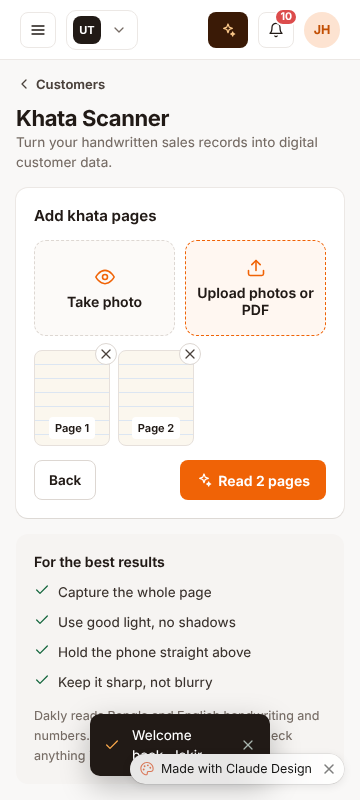 UT
10
JH
Customers
Khata Scanner
Turn your handwritten sales records into digital
customer data.
Add khata pages
Take photo
Upload photos or
PDF
Page 1
Page 2
Back
Read 2 pages
For the best results
Capture the whole page
Use good light, no shadows
Hold the phone straight above
Keep it sharp, not blurry
Dakly reads Bangla and English handwriting and
numbers.
anything
Welcome
Made with Claude Design